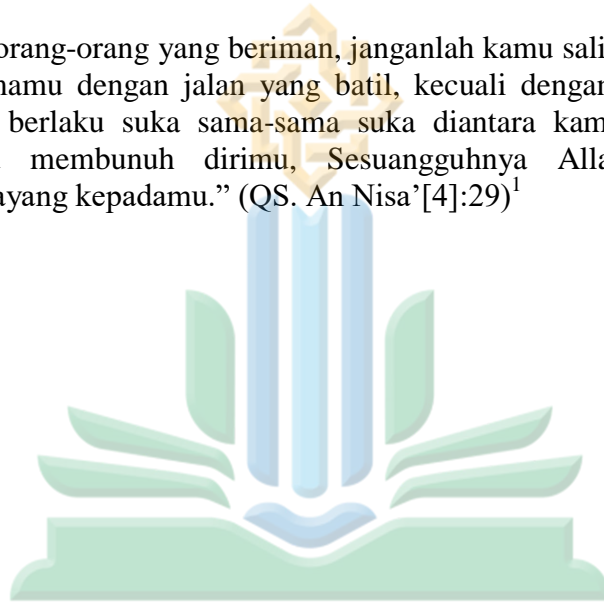 orang-orang yang beriman, janganlah kamu sali
namu dengan jalan yang batil, kecuali dengan
berlaku suka sama-sama suka diantara kam
membunuh dirimu, Sesuangguhnya Alla
ayang kepadamu.” (QS. An Nisa’[4]:29)1